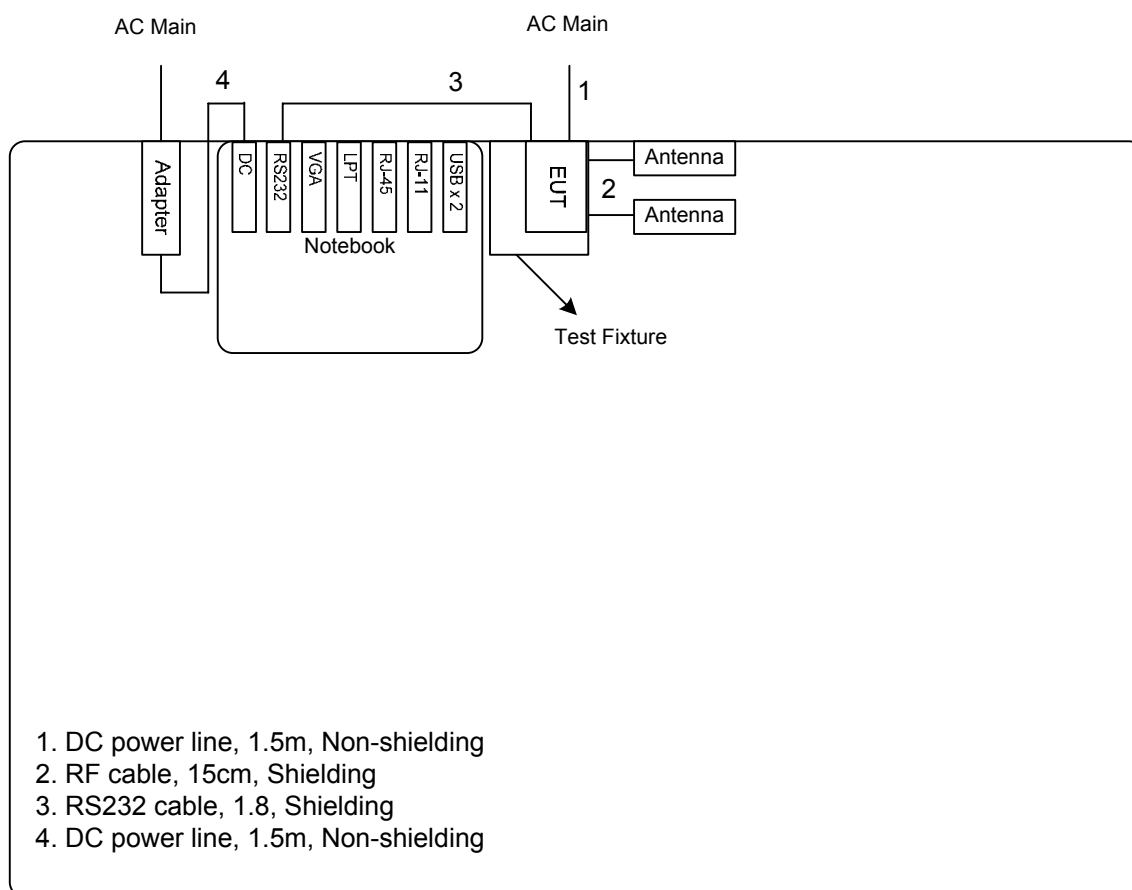 AC Main
AC Main
4
3
1
Adapter
DC
RS232
VGA
LPT
RJ-45
RJ-11
USB x 2
Notebook
EUT
Antenna
2
Antenna
Test Fixture
1. DC power line, 1.5m, Non-shielding
2. RF cable, 15cm, Shielding
3. RS232 cable, 1.8, Shielding
4. DC power line, 1.5m, Non-shielding